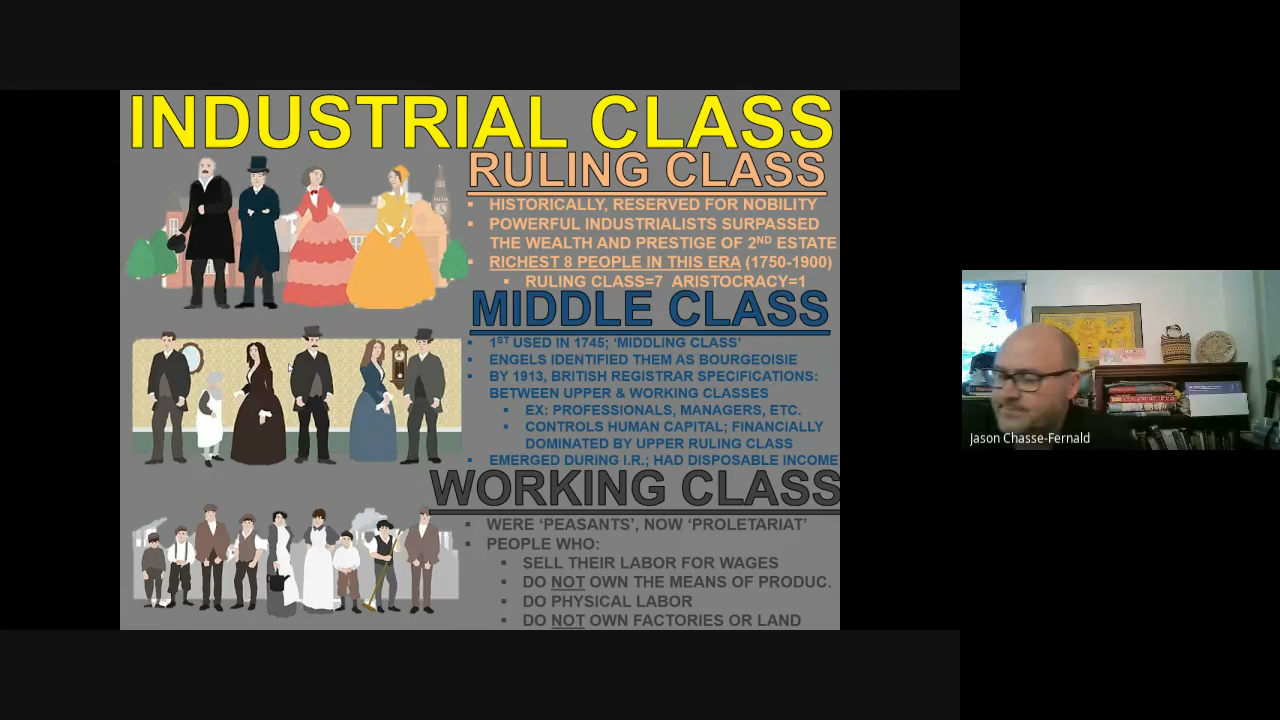 INDUSTRIAL CLASS
RULING CLASS
▪ HISTORICALLY, RESERVED FOR NOBILITY
▪ POWERFUL INDUSTRIALISTS SURPASSED
THE WEALTH AND PRESTIGE OF 2ND ESTATE
▪ RICHEST 8 PEOPLE IN THIS ERA (1750-1900)
▪ RULING CLASS=7 ARISTOCRACY=1
MIDDLE CLASS
▪ 1ST USED IN 1745; ‘MIDDLING CLASS’
▪ ENGELS IDENTIFIED THEM AS BOURGEOISIE
▪ BY 1913, BRITISH REGISTRAR SPECIFICATIONS:
BETWEEN UPPER & WORKING CLASSES
▪ EX: PROFESSIONALS, MANAGERS, ETC.
▪ CONTROLS HUMAN CAPITAL; FINANCIALLY
DOMINATED BY UPPER RULING CLASS
▪ EMERGED DURING I.R.; HAD DISPOSABLE INCOME
WORKING CLASS
▪ WERE ‘PEASANTS’, NOW ‘PROLETARIAT’
▪ PEOPLE WHO:
▪ SELL THEIR LABOR FOR WAGES
▪ DO NOT OWN THE MEANS OF PRODUC.
▪ DO PHYSICAL LABOR
▪ DO NOT OWN FACTORIES OR LAND
Jason Chasse-Fernald